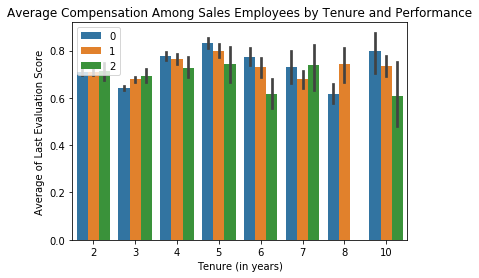 Average Compensation Among Sales Employees by Tenure and Performance
0
1
2
Average of Last Evaluation Score
0.8
0.6
0.4
0.2
0.0
2 3 4 5 6 7 8 10
Tenure (in years)